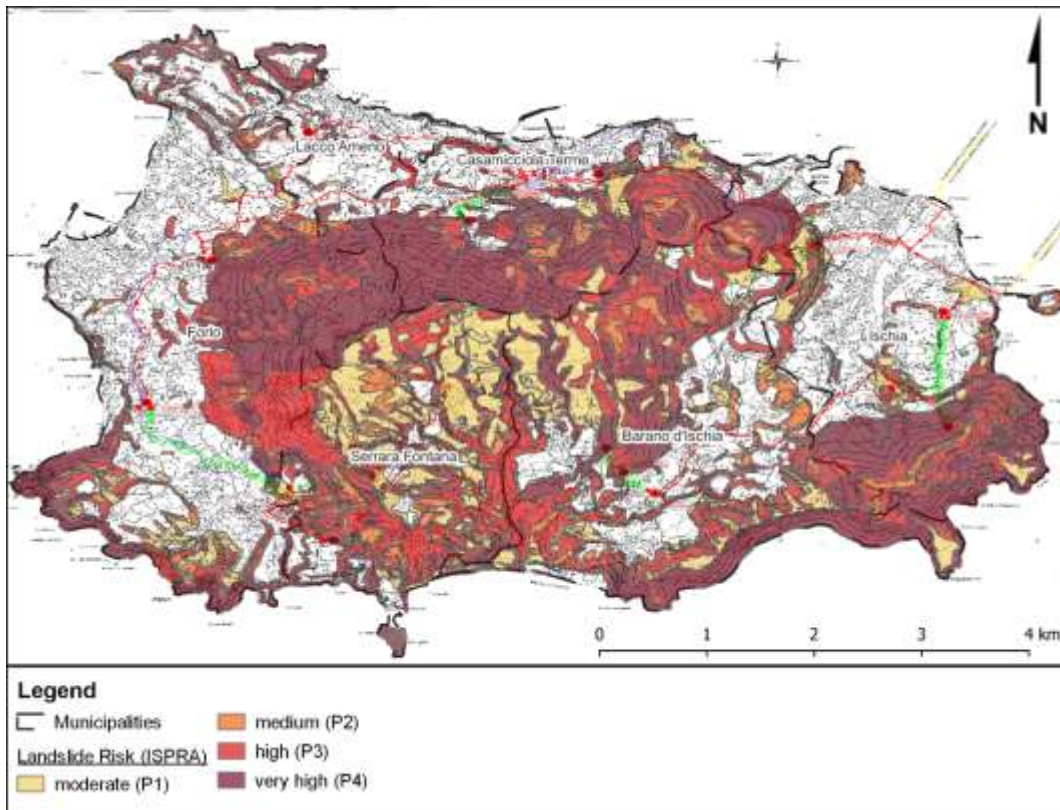 N
Lacco Ameno
Casamicciola Terme
Forio
Ischia
Barano d'Ischia
Serrara Fontana
0 1 2 3 4 km
Legend
Municipalities
Landslide Risk (ISPRA)
moderate (P1)
medium (P2)
high (P3)
very high (P4)